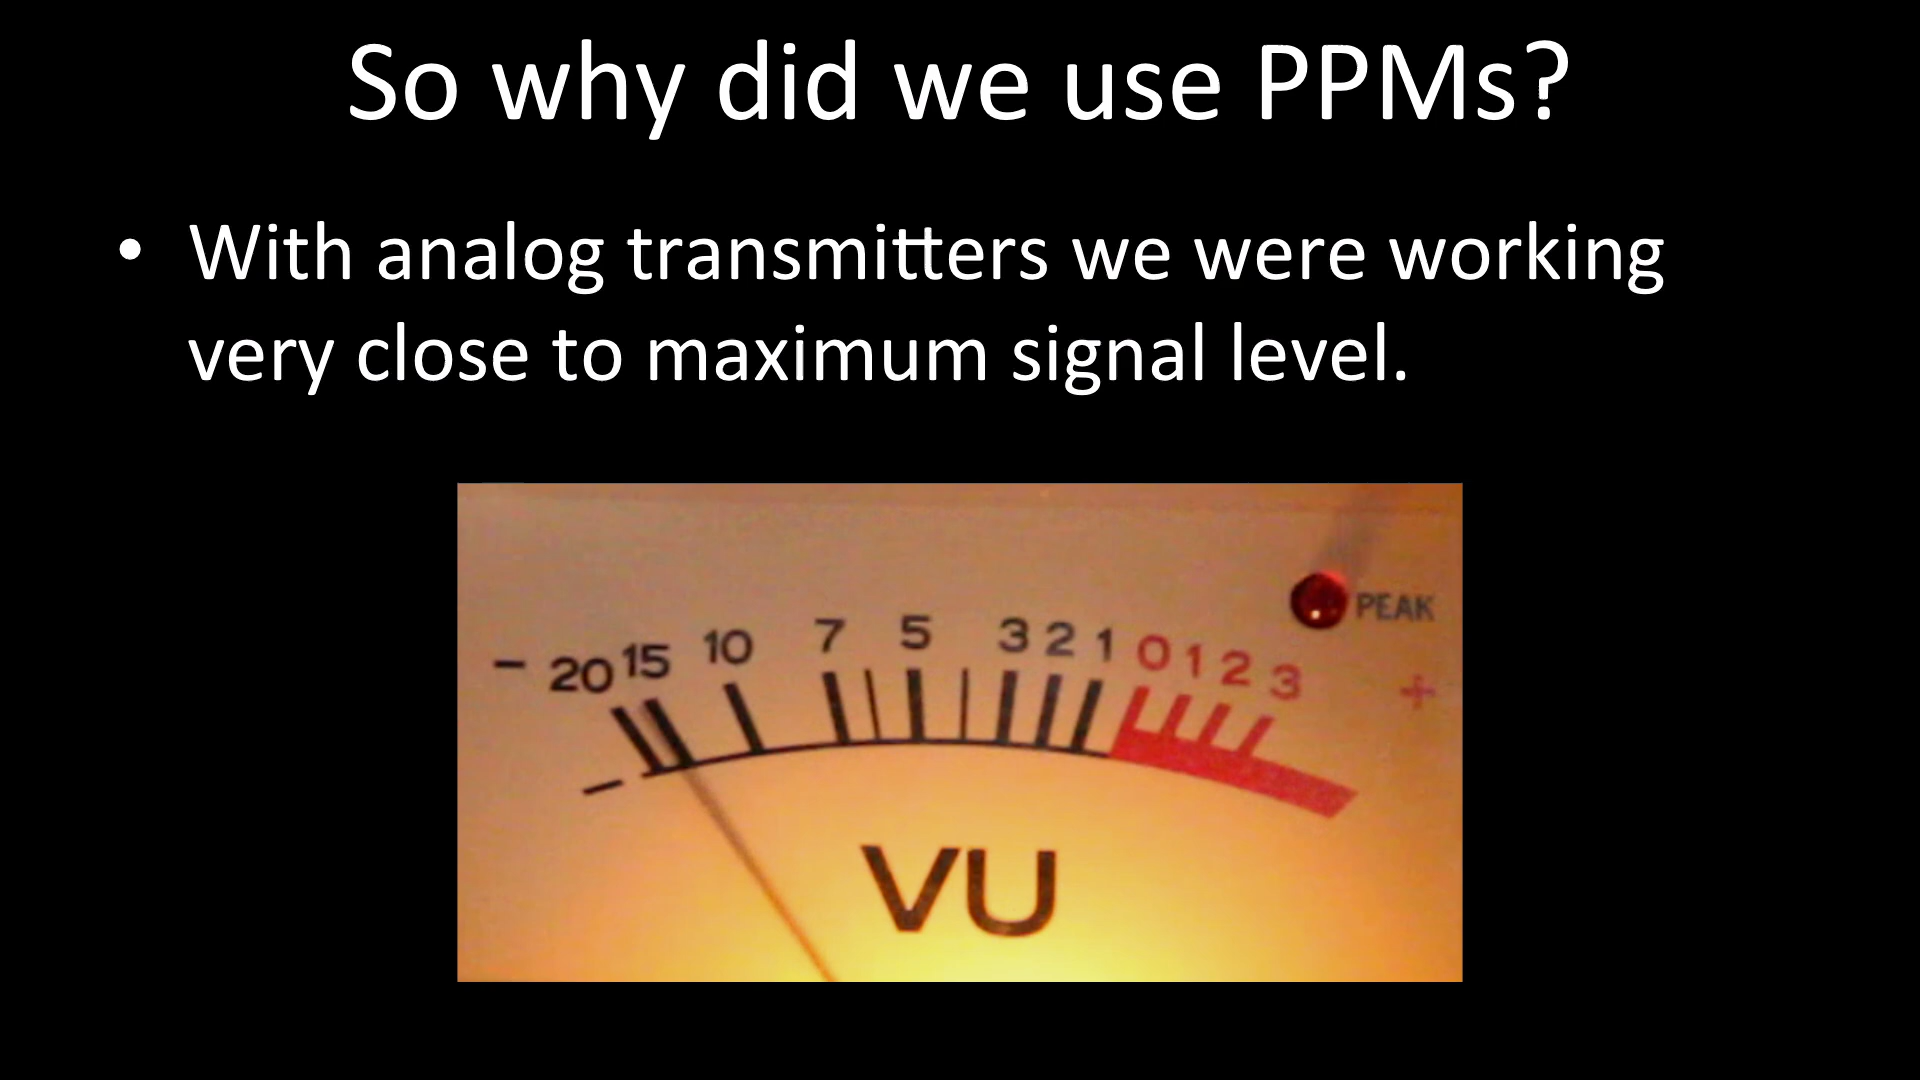 So why did we use PPMs?
• With analog transmitters we were working
very close to maximum signal level.
PEAK
– 20 15 10 7 5 3 2 1 0 1 2 3 +
VU